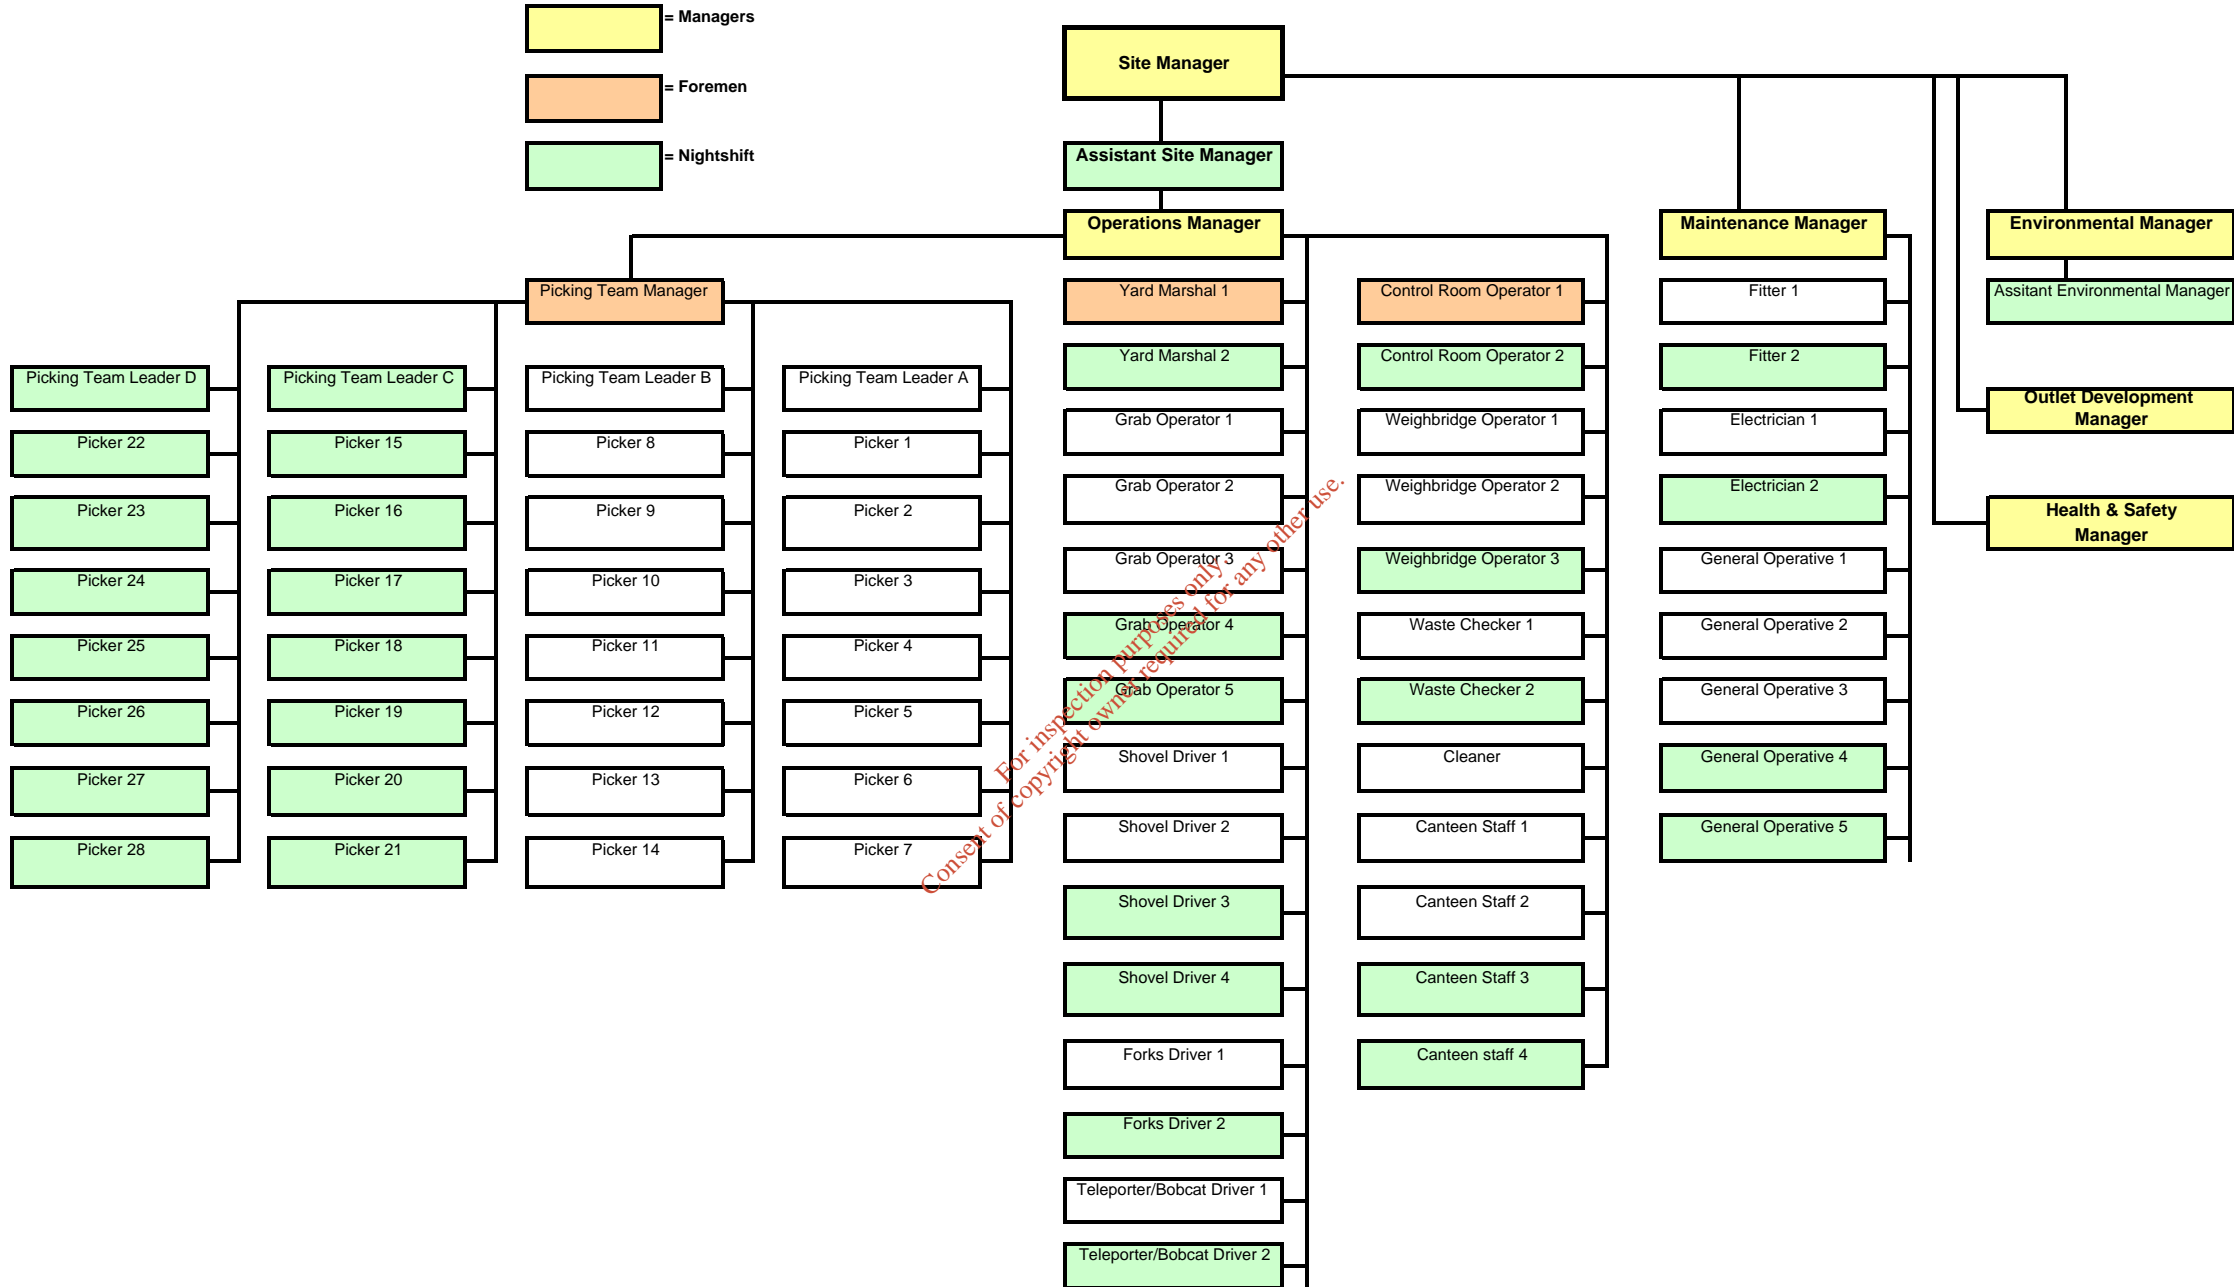 = Managers
= Foremen
= Nightshift
Site Manager
Assistant Site Manager
Operations Manager
Maintenance Manager
Environmental Manager
Picking Team Manager
Yard Marshal 1
Control Room Operator 1
Fitter 1
Assitant Environmental Manager
Picking Team Leader D
Picking Team Leader C
Picking Team Leader B
Picking Team Leader A
Yard Marshal 2
Control Room Operator 2
Fitter 2
Outlet Development
Manager
Picker 22
Picker 15
Picker 8
Picker 1
Grab Operator 1
Weighbridge Operator 1
Electrician 1
Picker 23
Picker 16
Picker 9
Picker 2
Grab Operator 2
Weighbridge Operator 2
Electrician 2
Health & Safety
Manager
Picker 24
Picker 17
Picker 10
Picker 3
Grab Operator 3
Weighbridge Operator 3
General Operative 1
Picker 25
Picker 18
Picker 11
Picker 4
Grab Operator 4
Waste Checker 1
General Operative 2
Picker 26
Picker 19
Picker 12
Picker 5
Grab Operator 5
Waste Checker 2
General Operative 3
Picker 27
Picker 20
Picker 13
Picker 6
Shovel Driver 1
Cleaner
General Operative 4
Picker 28
Picker 21
Picker 14
Picker 7
Shovel Driver 2
Canteen Staff 1
General Operative 5
Shovel Driver 3
Canteen Staff 2
Shovel Driver 4
Canteen Staff 3
Forks Driver 1
Canteen staff 4
Forks Driver 2
Teleporter/Bobcat Driver 1
Teleporter/Bobcat Driver 2
For inspection purposes only.
Consent of copyright owner required for any other use.